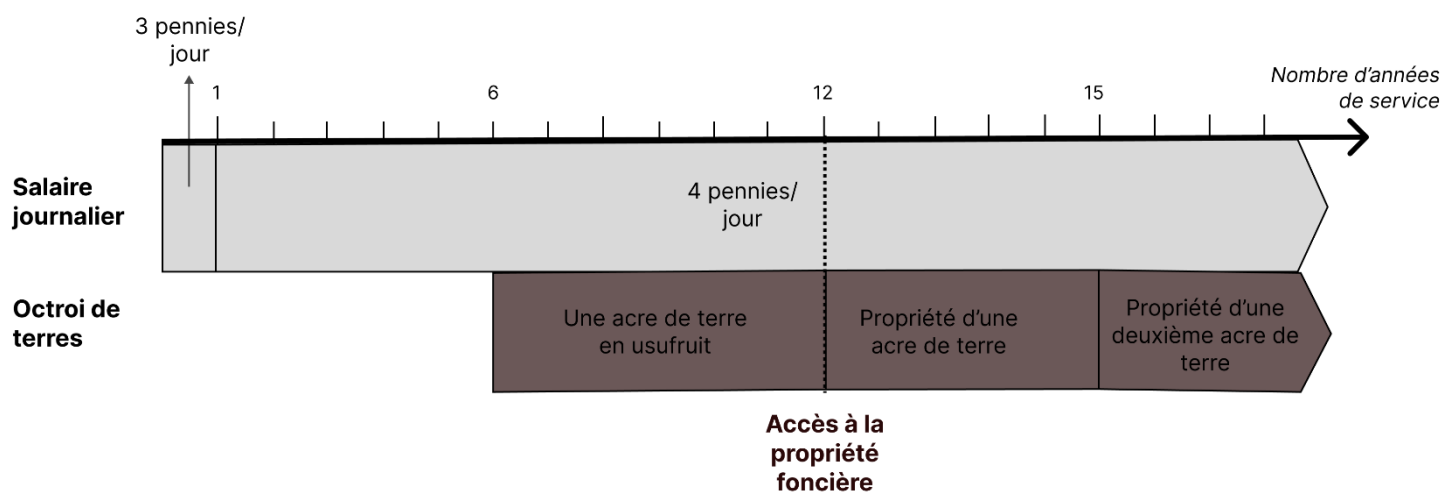 3 pennies/
jour
Nombre d'années
de service
1
6
12
15
Salaire
journalier
4 pennies/
jour
Octroi de
terres
Une acre de terre
en usufruit
Propriété d'une
acre de terre
Propriété d'une
deuxième acre de
terre
Accès à la
propriété
foncière